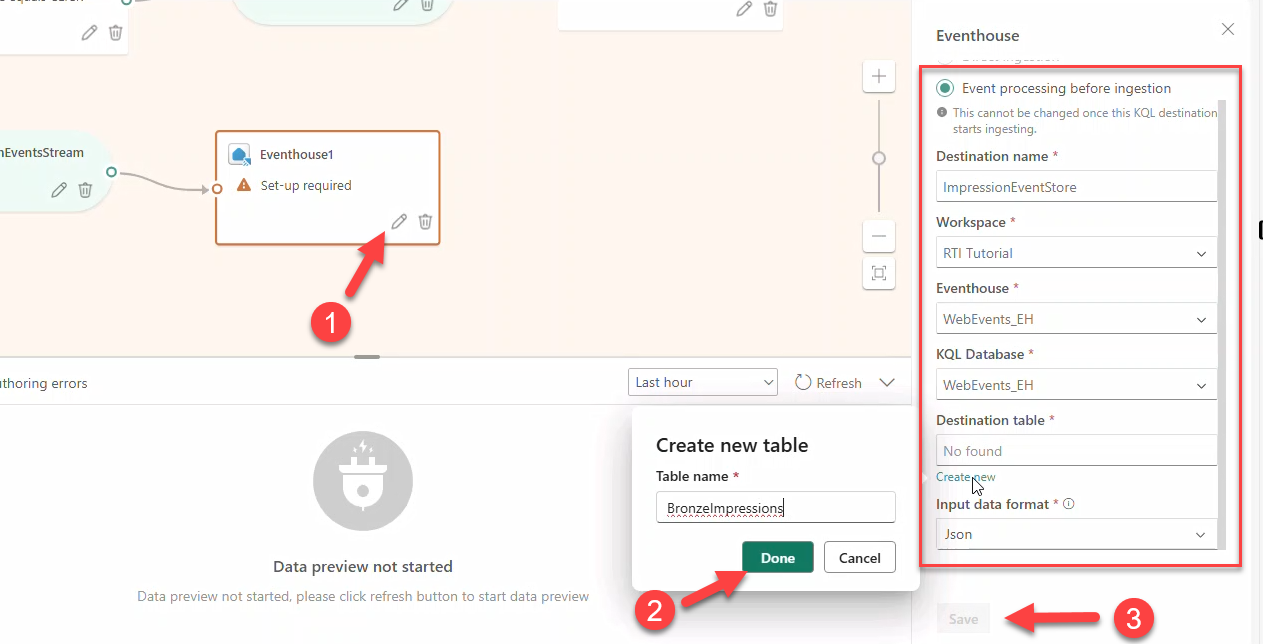 Eventhouse
Event processing before ingestion
This cannot be changed once this KQL destination
starts ingesting.
Destination name *
ImpressionEventStore
Workspace *
RTI Tutorial
Eventhouse *
WebEvents_EH
KQL Database *
WebEvents_EH
Destination table *
No found
Create new
Input data format *
Json
Save
3
nEventsStream
Eventhouse1
Set-up required
1
uthoring errors
Last hour
Refresh
Data preview not started
Data preview not started, please click refresh button to start data preview
Create new table
Table name *
BronzeImpressions
Done
Cancel
2